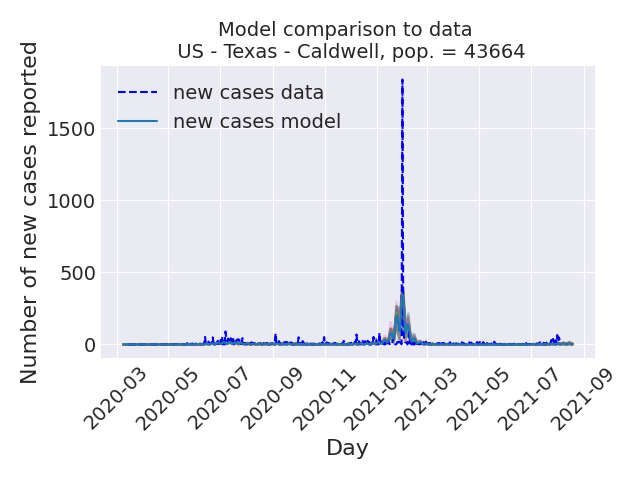 Model comparison to data
US - Texas - Caldwell, pop. = 43664
Number of new cases reported
new cases data
new cases model
1500
1000
500
0
2020-03
2020-05
2020-07
2020-09
2020-11
2021-01
2021-03
2021-05
2021-07
2021-09
Day